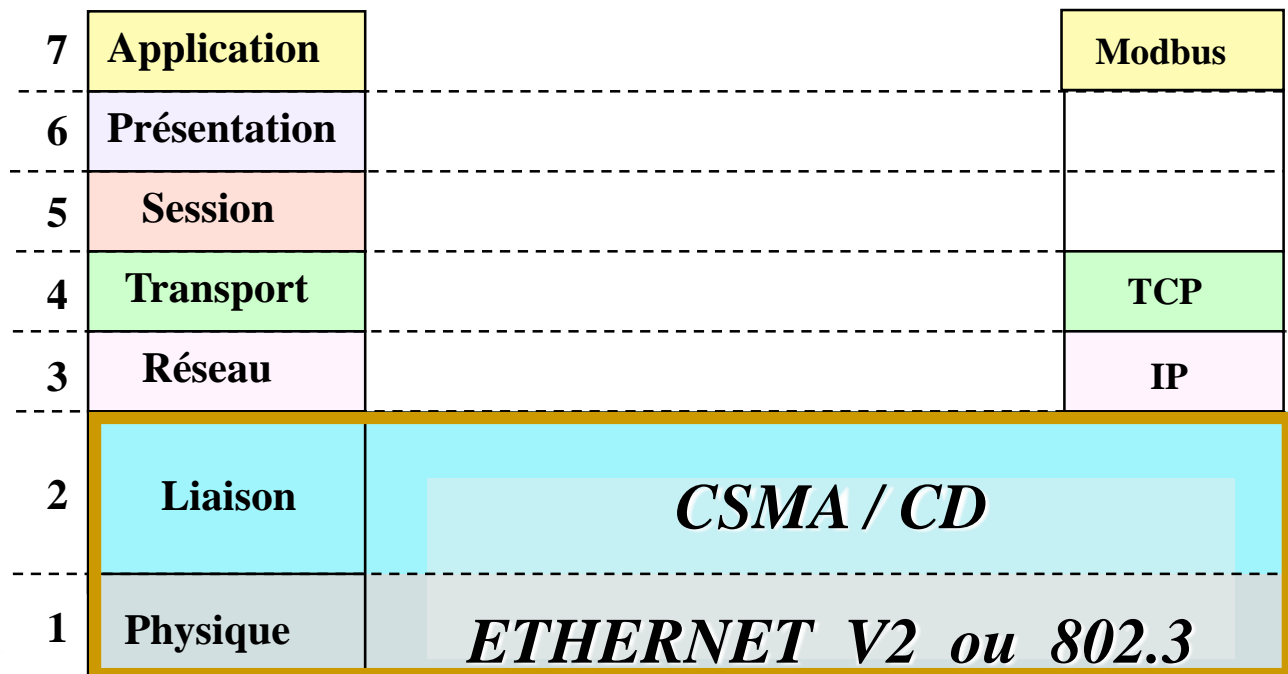 7 Application Modbus
6 Présentation
5 Session
4 Transport TCP
3 Réseau IP
2 Liaison CSMA / CD
1 Physique ETHERNET V2 ou 802.3